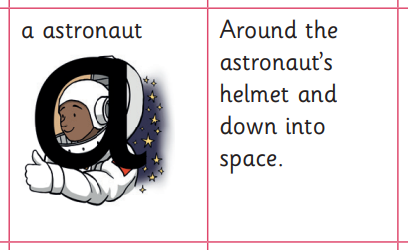 a astronaut
a
Around the
astronaut's
helmet and
down into
space.